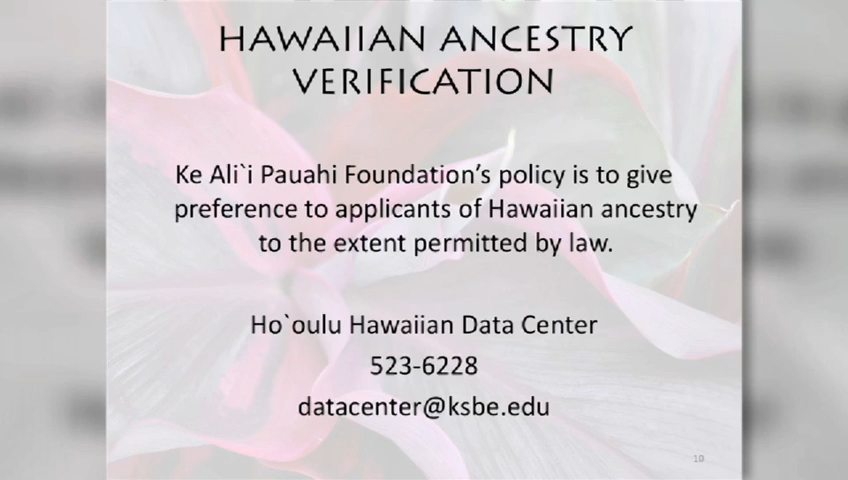 HAWAIIAN ANCESTRY
VERIFICATION
Ke Ali`i Pauahi Foundation’s policy is to give
preference to applicants of Hawaiian ancestry
to the extent permitted by law.
Ho`oulu Hawaiian Data Center
523-6228
datacenter@ksbe.edu
10